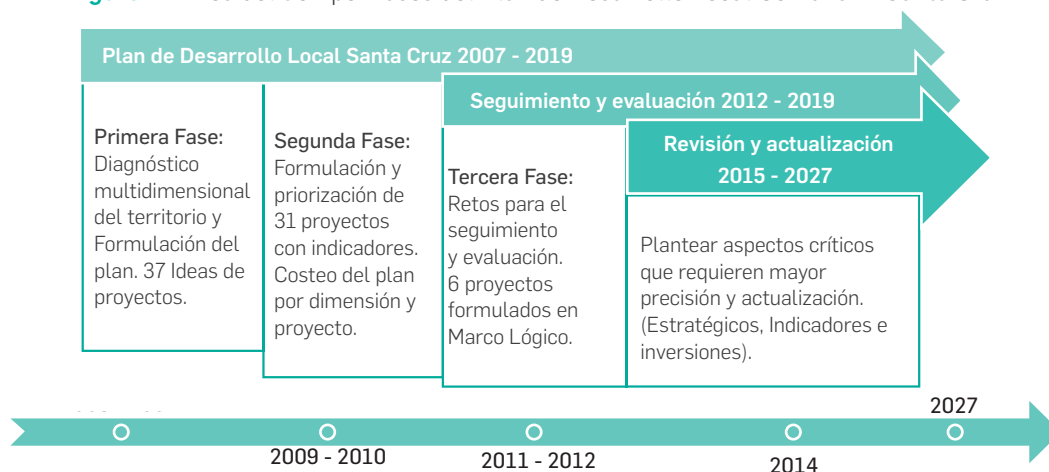 Plan de Desarrollo Local Santa Cruz 2007 - 2019
Seguimiento y evaluación 2012 - 2019
Revisión y actualización
2015 - 2027
Primera Fase:
Diagnóstico
multidimensional
del territorio y
Formulación del
plan. 37 Ideas de
proyectos.
Segunda Fase:
Formulación y
priorización de
31 proyectos
con indicadores.
Costeo del plan
por dimensión y
proyecto.
Tercera Fase:
Retos para el
seguimiento
y evaluación.
6 proyectos
formulados en
Marco Lógico.
Plantear aspectos críticos
que requieren mayor
precisión y actualización.
(Estratégicos, Indicadores e
inversiones).
2009 - 2010
2011 - 2012
2014
2027